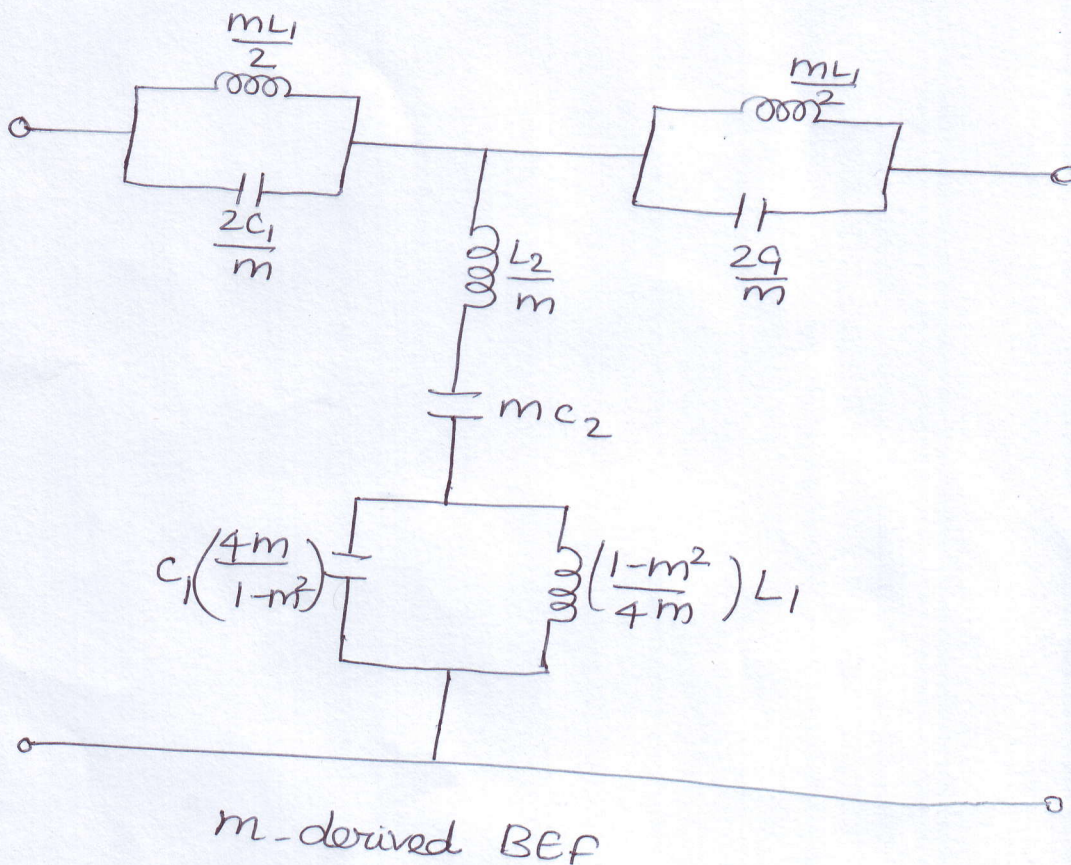 mL₁/2
mL₁/2
2C₁/m
2C₁/m
L₂/m
mC₂
C₁(4m/1-m²)
(1-m²/4m)L₁
m-derived BEf